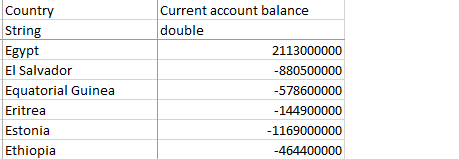 Country Current account balance
String double
Egypt 2113000000
El Salvador -880500000
Equatorial Guinea -578600000
Eritrea -144900000
Estonia -1169000000
Ethiopia -464400000